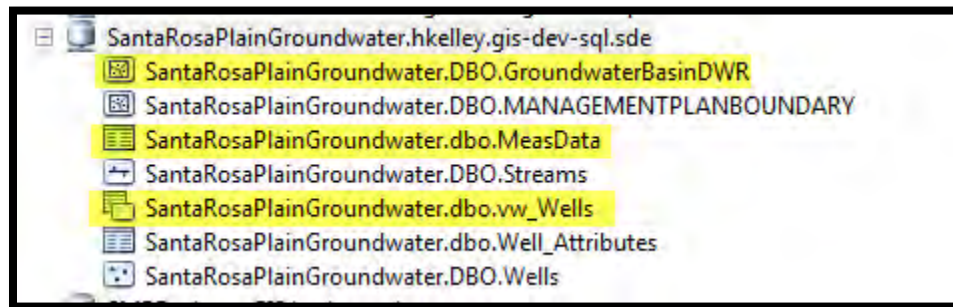 SantaRosaPlainGroundwater.hkelley.gis-dev-sql.sde
SantaRosaPlainGroundwater.DBO.GroundwaterBasinDWR
SantaRosaPlainGroundwater.DBO.MANAGEMENTPLANBOUNDARY
SantaRosaPlainGroundwater.dbo.MeasData
SantaRosaPlainGroundwater.DBO.Streams
SantaRosaPlainGroundwater.dbo.vw_Wells
SantaRosaPlainGroundwater.dbo.Well_Attributes
SantaRosaPlainGroundwater.DBO.Wells